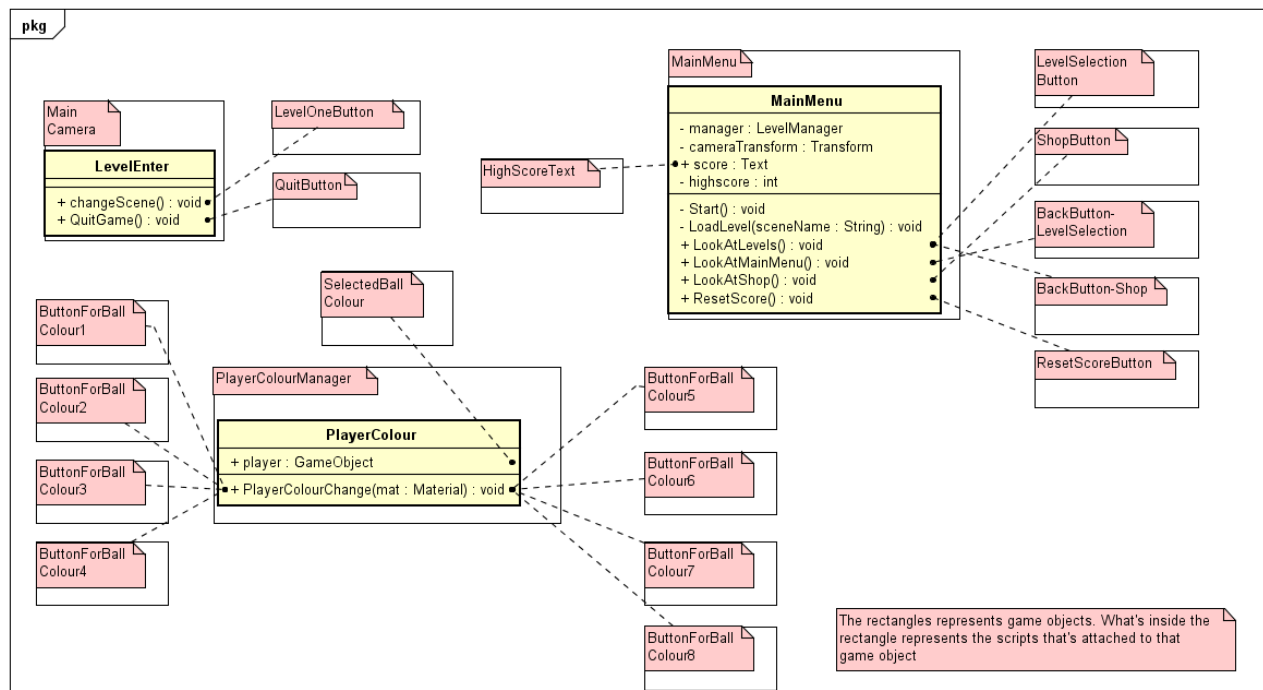 pkg
Main
Camera
LevelEnter
+ changeScene() : void
+ QuitGame() : void
LevelOneButton
QuitButton
HighScoreText
MainMenu
MainMenu
- manager : LevelManager
- cameraTransform : Transform
+ score : Text
- highscore : int
- Start() : void
- LoadLevel(sceneName : String) : void
+ LookAtLevels() : void
+ LookAtMainMenu() : void
+ LookAtShop() : void
+ ResetScore() : void
LevelSelection
Button
ShopButton
BackButton-
LevelSelection
BackButton-Shop
ResetScoreButton
SelectedBall
Colour
ButtonForBall
Colour1
ButtonForBall
Colour2
ButtonForBall
Colour3
ButtonForBall
Colour4
PlayerColourManager
PlayerColour
+ player : GameObject
+ PlayerColourChange(mat : Material) : void
ButtonForBall
Colour5
ButtonForBall
Colour6
ButtonForBall
Colour7
ButtonForBall
Colour8
The rectangles represents game objects. What's inside the
rectangle represents the scripts that's attached to that
game object